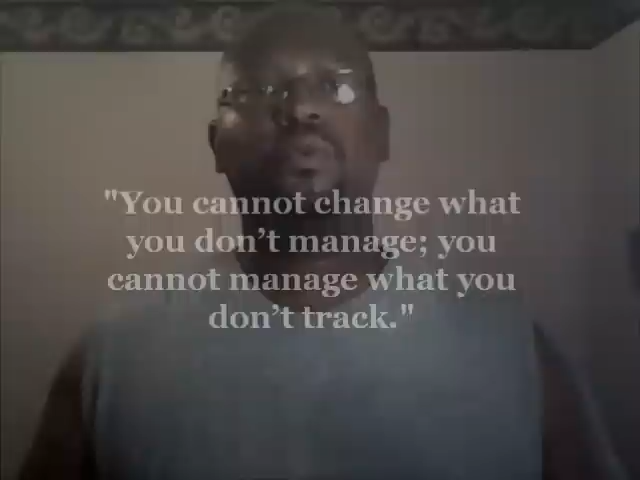 "You cannot change what
you don’t manage; you
cannot manage what you
don’t track."